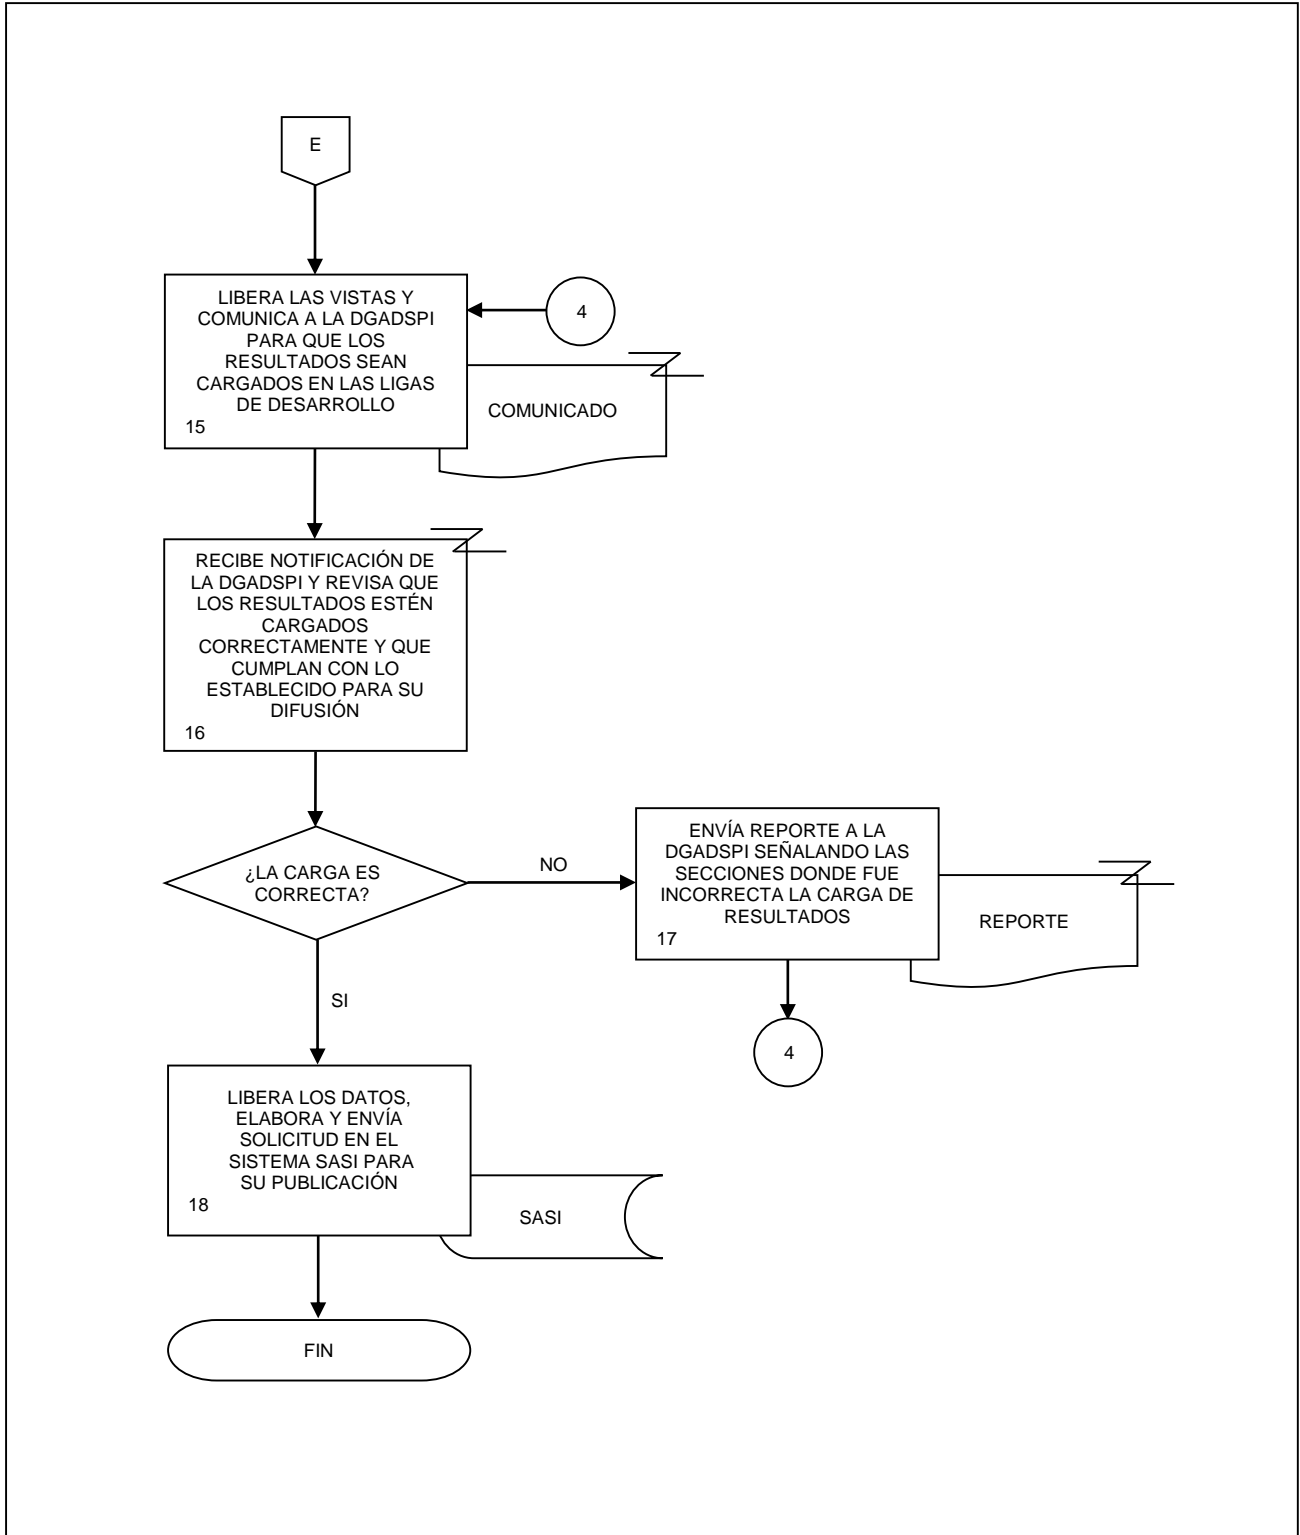 E
LIBERA LAS VISTAS Y
COMUNICA A LA DGADSPI
PARA QUE LOS
RESULTADOS SEAN
CARGADOS EN LAS LIGAS
DE DESARROLLO
15
4
COMUNICADO
RECIBE NOTIFICACIÓN DE
LA DGADSPI Y REVISA QUE
LOS RESULTADOS ESTÉN
CARGADOS
CORRECTAMENTE Y QUE
CUMPLAN CON LO
ESTABLECIDO PARA SU
DIFUSIÓN
16
¿LA CARGA ES
CORRECTA?
NO
ENVÍA REPORTE A LA
DGADSPI SEÑALANDO LAS
SECCIONES DONDE FUE
INCORRECTA LA CARGA DE
RESULTADOS
17
REPORTE
4
SI
LIBERA LOS DATOS,
ELABORA Y ENVÍA
SOLICITUD EN EL
SISTEMA SASI PARA
SU PUBLICACIÓN
18
SASI
FIN